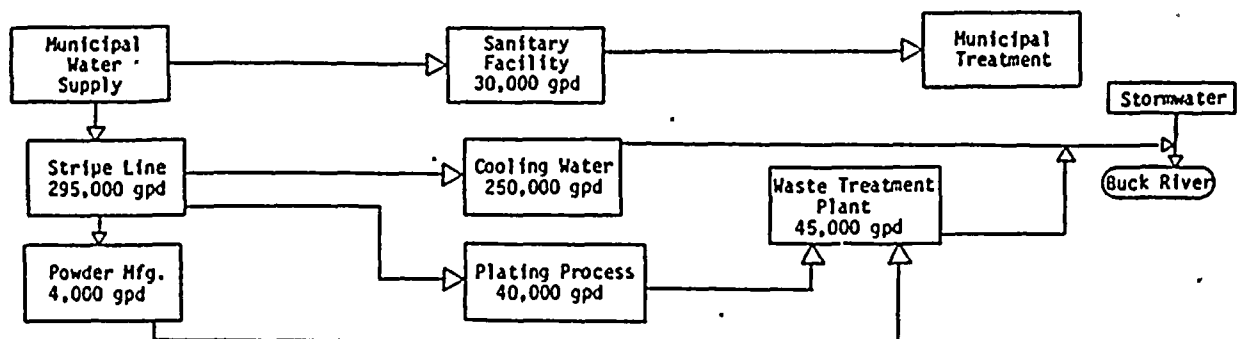 Municipal
Water
Supply
Sanitary
Facility
30,000 gpd
Municipal
Treatment
Stormwater
Stripe Line
295,000 gpd
Cooling Water
250,000 gpd
Waste Treatment
Plant
45,000 gpd
Buck River
Powder Mfg.
4,000 gpd
Plating Process
40,000 gpd